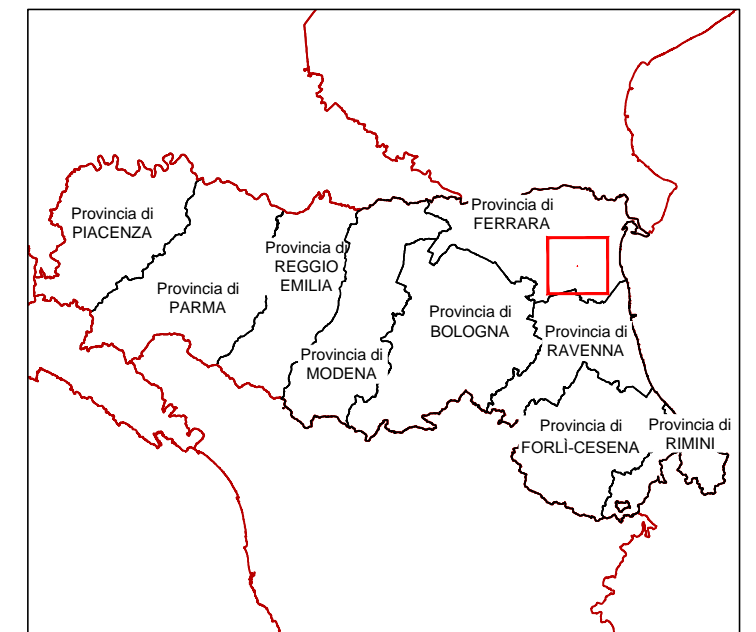 Provincia di
PIACENZA
Provincia di
PARMA
Provincia di
REGGIO
EMILIA
Provincia di
MODENA
Provincia di
BOLOGNA
Provincia di
FERRARA
Provincia di
RAVENNA
Provincia di
FORLÌ-CESENA
Provincia di
RIMINI